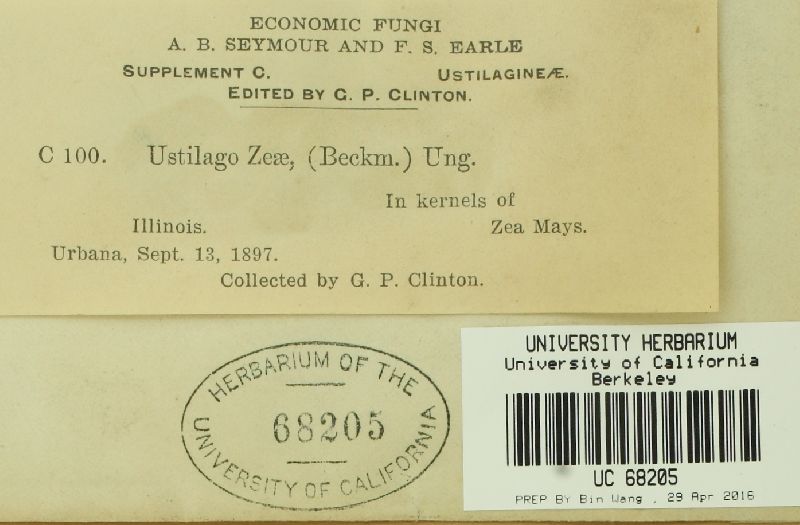 ECONOMIC FUNGI
A. B. SEYMOUR AND F. S. EARLE
SUPPLEMENT C. USTILAGINEÆ.
EDITED BY G. P. CLINTON.
C 100. Ustilago Zeæ, (Beckm.) Ung.
In kernels of
Illinois. Zea Mays.
Urbana, Sept. 13, 1897.
Collected by G. P. Clinton.
HERBARIUM OF THE
68205
UNIVERSITY OF CALIFORNIA
UNIVERSITY HERBARIUM
University of California
Berkeley
UC 68205
PREP BY Bin Wang , 29 Apr 2016